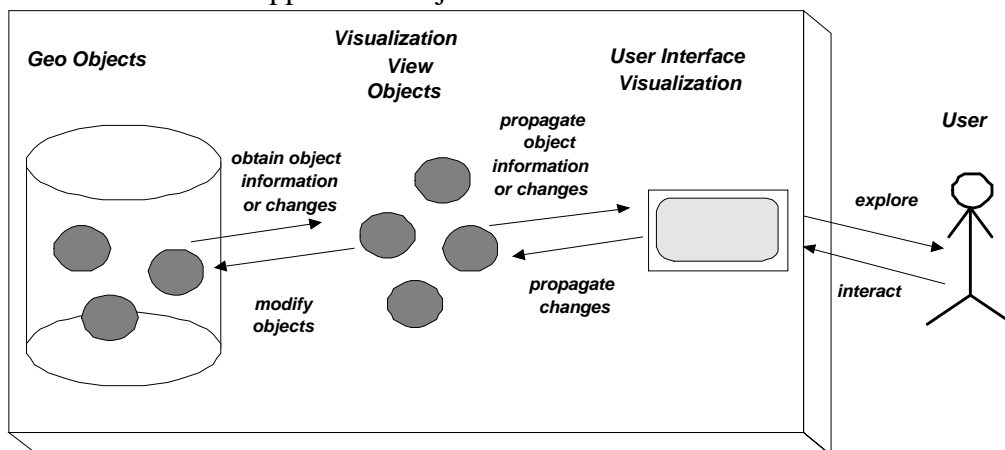 Geo Objects
Visualization
View
Objects
User Interface
Visualization
User
obtain object
information
or changes
propagate
object
information
or changes
explore
modify
objects
propagate
changes
interact